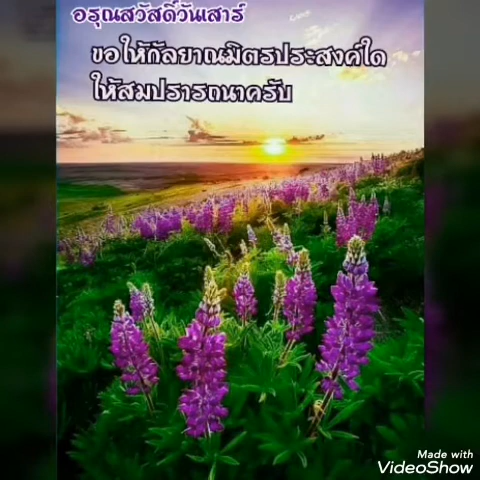 อรุณสวัสดิ์วันเสาร์
ขอให้กัลยาณมิตรประสงค์ใด
ให้สมปรารถนาครับ
Made with
VideoShow